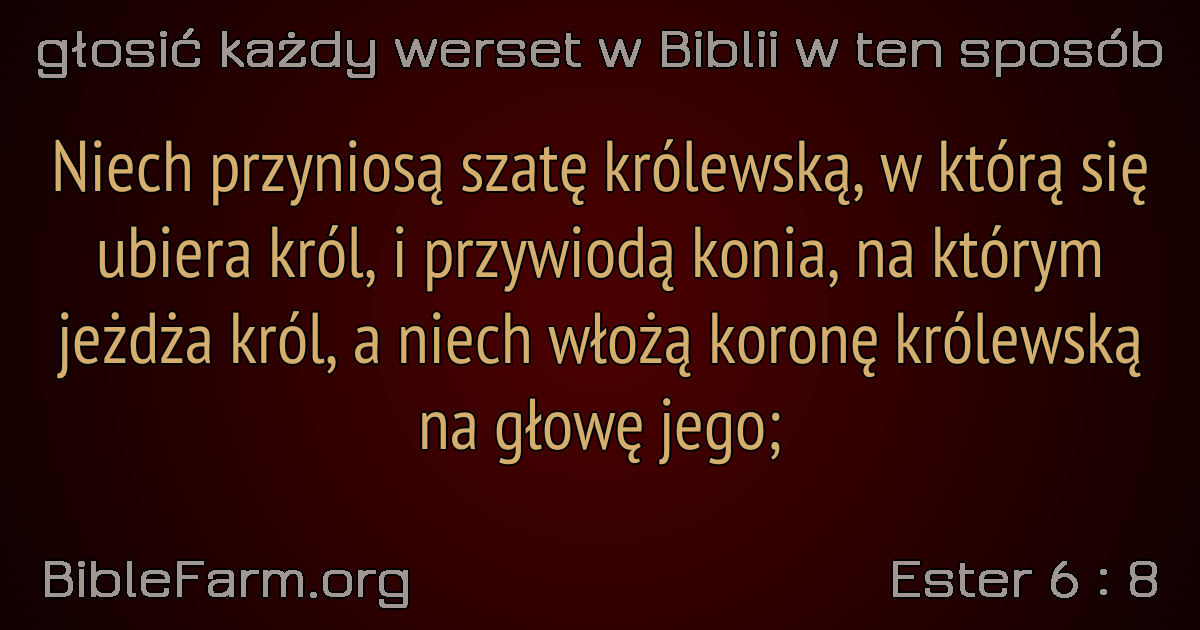 głosić każdy werset w Biblii w ten sposób
Niech przyniosą szatę królewską, w którą się
ubiera król, i przywiodą konia, na którym
jeżdża król, a niech włożą koronę królewską
na głowę jego;
BibleFarm.org
Ester 6 : 8